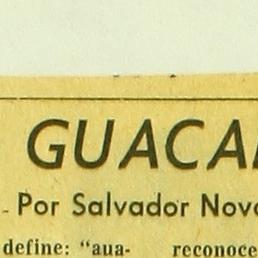 GUACA
Por Salvador Nov
define: "aua- reconoce